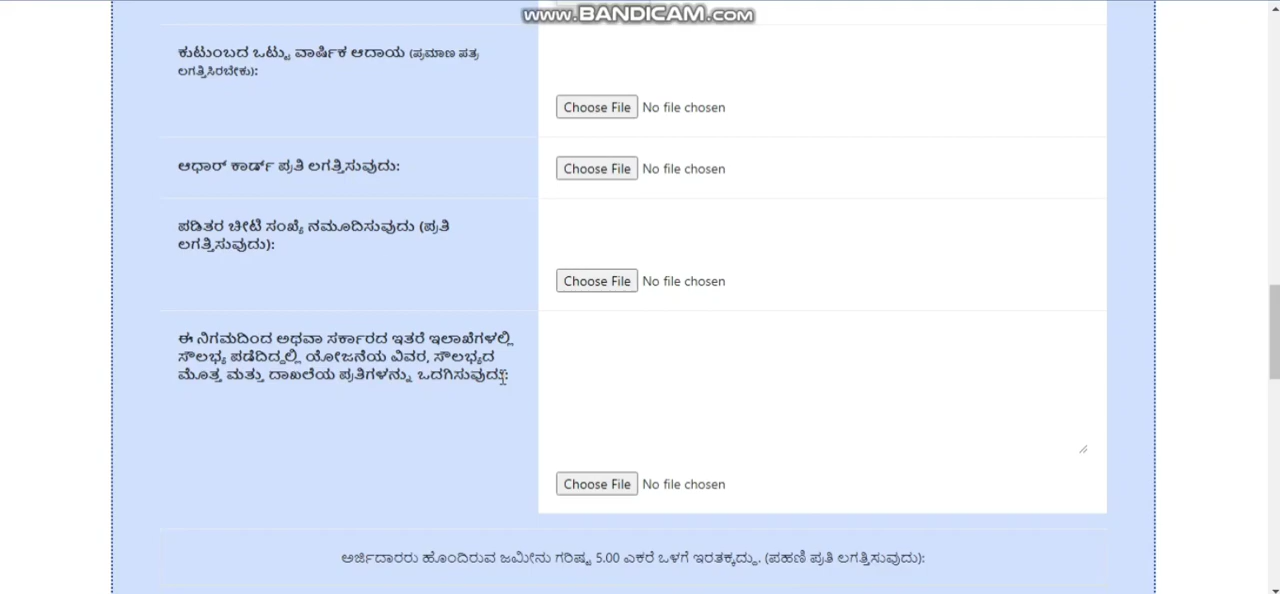 www.BANDICAM.com
ಕುಟುಂಬದ ಒಟ್ಟು ವಾರ್ಷಿಕ ಆದಾಯ (ಪ್ರಮಾಣ ಪತ್ರ
ಲಗತ್ತಿಸಿರಬೇಕು):
Choose File No file chosen
ಆಧಾರ್ ಕಾರ್ಡ್ ಪ್ರತಿ ಲಗತ್ತಿಸುವುದು:
Choose File No file chosen
ಪಡಿತರ ಚೀಟಿ ಸಂಖ್ಯೆ ನಮೂದಿಸುವುದು (ಪ್ರತಿ
ಲಗತ್ತಿಸುವುದು):
Choose File No file chosen
ಈ ನಿಗಮದಿಂದ ಅಥವಾ ಸರ್ಕಾರದ ಇತರೆ ಇಲಾಖೆಗಳಲ್ಲಿ
ಸೌಲಭ್ಯ ಪಡೆದಿದ್ದಲ್ಲಿ ಯೋಜನೆಯ ವಿವರ, ಸೌಲಭ್ಯದ
ಮೊತ್ತ ಮತ್ತು ದಾಖಲೆಯ ಪ್ರತಿಗಳನ್ನು ಒದಗಿಸುವುದು:
Choose File No file chosen
ಅರ್ಜಿದಾರರು ಹೊಂದಿರುವ ಜಮೀನು ಗರಿಷ್ಟ 5.00 ಎಕರೆ ಒಳಗೆ ಇರತಕ್ಕದ್ದು. (ಪಹಣಿ ಪ್ರತಿ ಲಗತ್ತಿಸುವುದು):